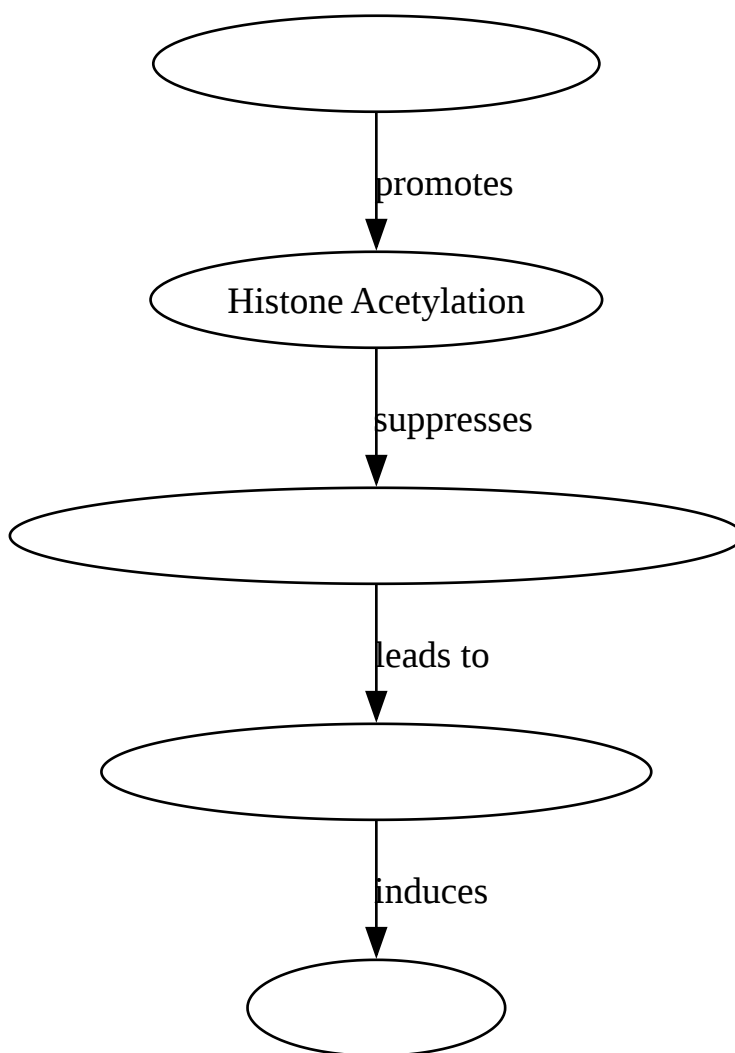 promotes
Histone Acetylation
suppresses
leads to
induces